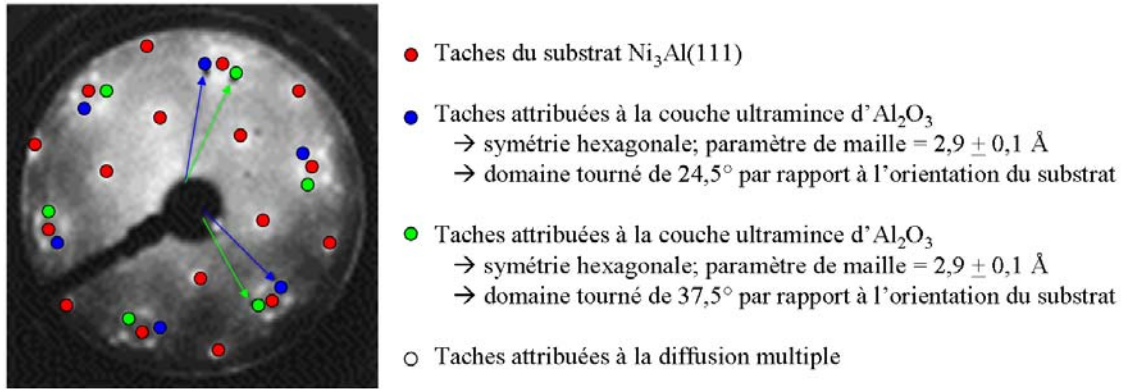 Taches du substrat Ni₃Al(111)
Taches attribuées à la couche ultramince d'Al₂O₃
→ symétrie hexagonale; paramètre de maille = 2,9 ± 0,1 Å
→ domaine tourné de 24,5° par rapport à l'orientation du substrat
Taches attribuées à la couche ultramince d'Al₂O₃
→ symétrie hexagonale; paramètre de maille = 2,9 ± 0,1 Å
→ domaine tourné de 37,5° par rapport à l'orientation du substrat
Taches attribuées à la diffusion multiple